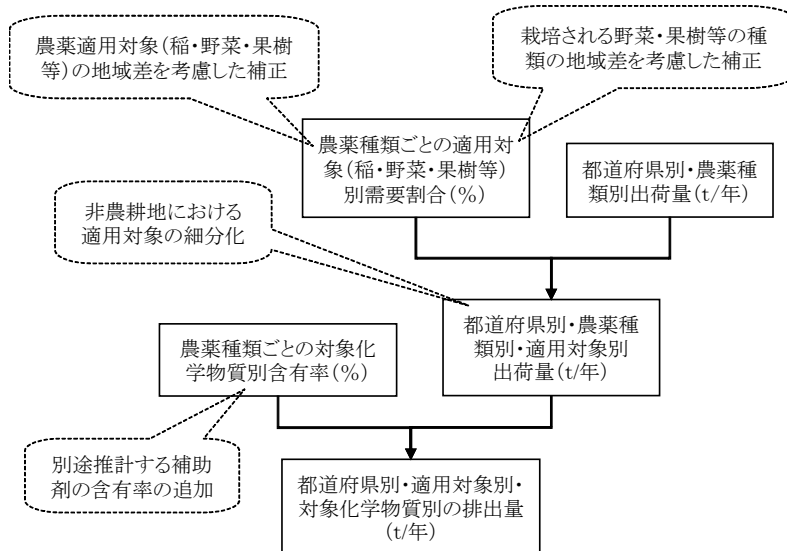 農薬適用対象(稲・野菜・果樹
等)の地域差を考慮した補正
栽培される野菜・果樹等の種
類の地域差を考慮した補正
農薬種類ごとの適用対
象(稲・野菜・果樹等)
別需要割合(%)
都道府県別・農薬種
類別出荷量(t/年)
非農耕地における
適用対象の細分化
都道府県別・農薬種
類別・適用対象別
出荷量(t/年)
農薬種類ごとの対象化
学物質別含有率(%)
別途推計する補助
剤の含有率の追加
都道府県別・適用対象別・
対象化学物質別の排出量
(t/年)